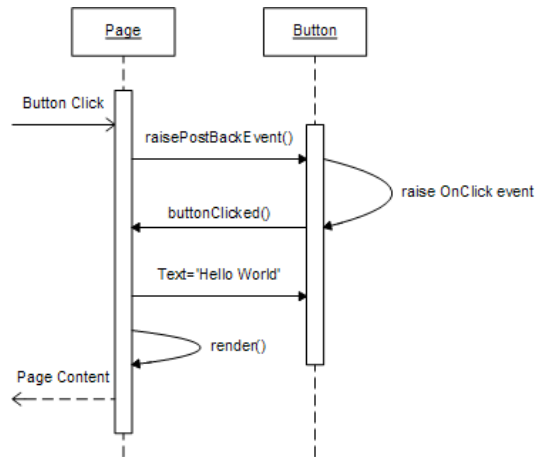 Page
Button
Button Click
raisePostBackEvent()
raise OnClick event
buttonClicked()
Text='Hello World'
render()
Page Content